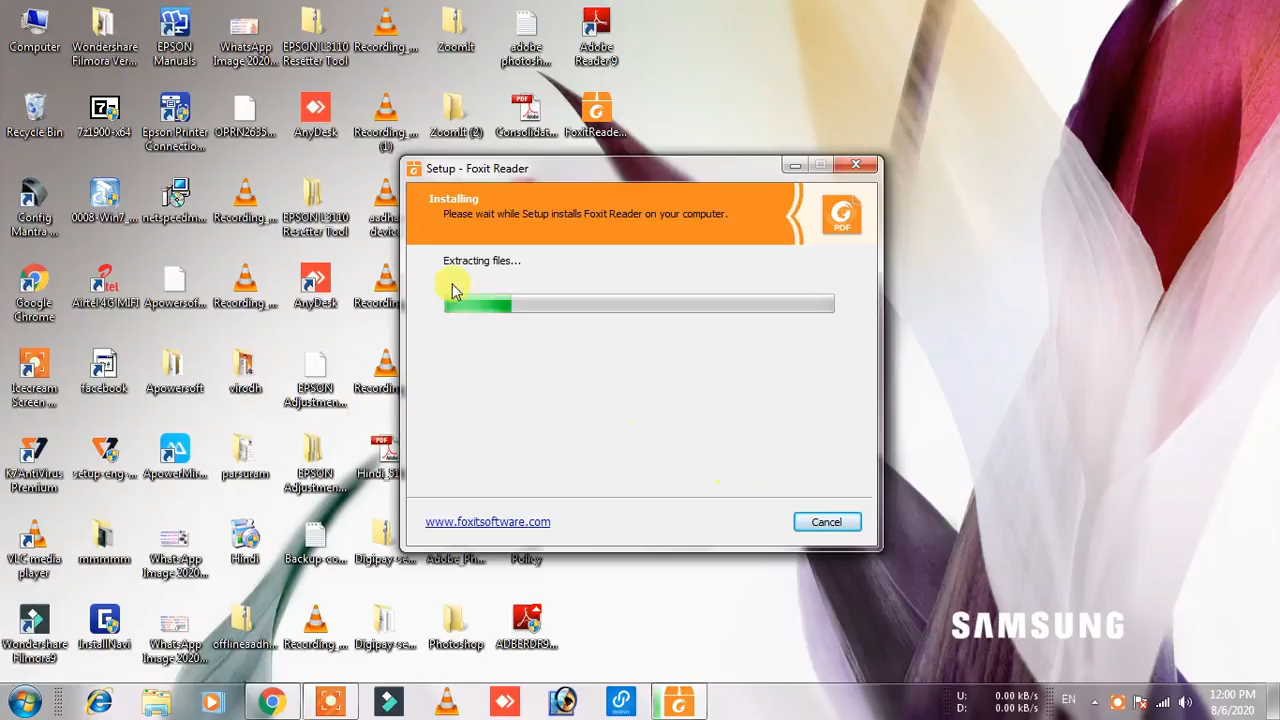 Computer
Wondershare
Filmora Ver...
EPSON
Manuals
WhatsApp
Image 2020...
EPSON L3110
Resetter Tool
Recording_...
ZoomIt
adobe
photosh...
Adobe
Reader9
Recycle Bin
7z1900-x64
Epson Printer
Connectio...
OPRN2635...
AnyDesk
Recording_...
(1)
ZoomIt (2)
Consolidat...
FoxitReade...
Config
Mantra ...
0008-Win7_...
netspeedm...
Recording_...
EPSON L3110
Resetter Tool
aadha
device
Google
Chrome
Airtel 4G MIFI
Apowersof...
Recording_...
AnyDesk
Icecream
Screen ...
facebook
Apowersoft
virodh
EPSON
Adjustmen...
K7AntiVirus
Premium
setup-eng-...
ApowerMir...
parsuram
EPSON
Adjustmen...
VLC media
player
mmmmm
WhatsApp
Image 2020...
Hindi
Backup-co...
Digipay-se...
Adobe_Ph...
Policy
Wondershare
Filmora9
InstallNavi
WhatsApp
Image 2020...
offlineaadh...
Recording_...
Digipay-se...
Photoshop
ADBERDR9...
Setup - Foxit Reader
Installing
Please wait while Setup installs Foxit Reader on your computer.
PDF
Extracting files...
www.foxitsoftware.com
Cancel
SAMSUNG
U: 0.00 kB/s
D: 0.00 kB/s
EN
12:00 PM
8/6/2020